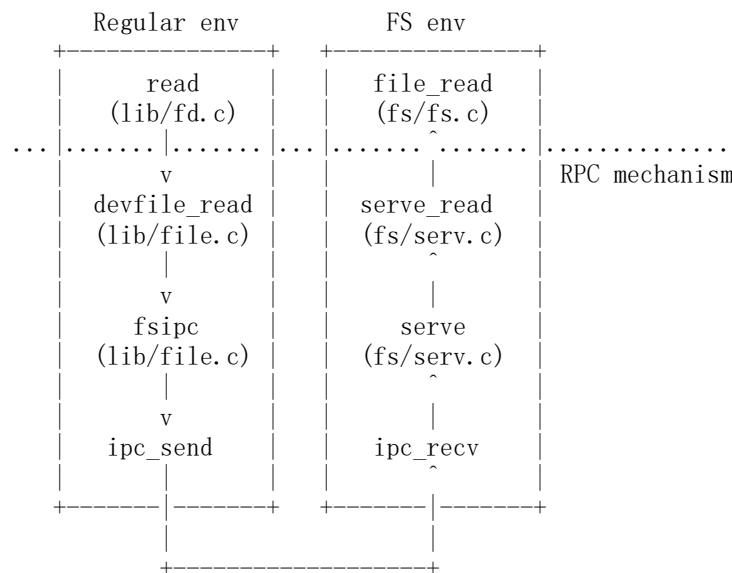 Regular env FS env
read file_read
(lib/fd.c) (fs/fs.c)
RPC mechanism
devfile_read serve_read
(lib/file.c) (fs/serv.c)
fsipc serve
(lib/file.c) (fs/serv.c)
ipc_send ipc_recv